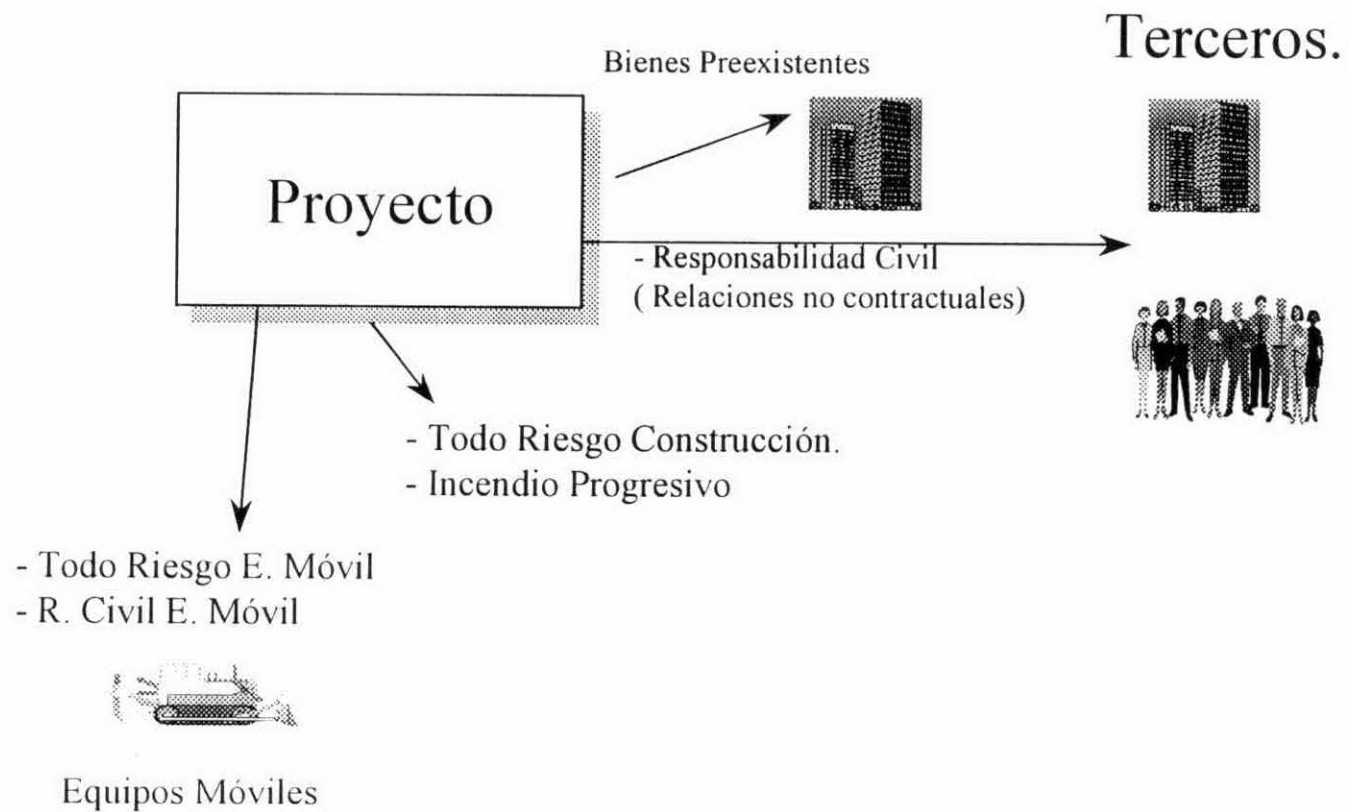 Terceros.
Bienes Preexistentes
Proyecto
- Responsabilidad Civil
( Relaciones no contractuales)
- Todo Riesgo Construcción.
- Incendio Progresivo
- Todo Riesgo E. Móvil
- R. Civil E. Móvil
Equipos Móviles